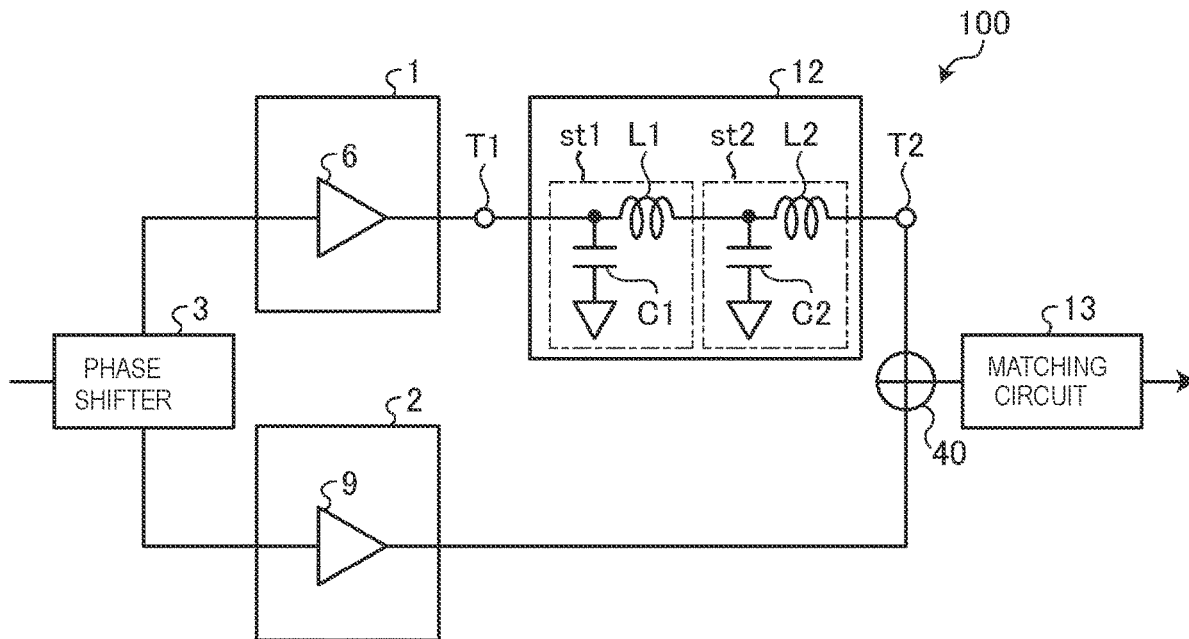 100
1
12
st1
L1
st2
L2
T1
T2
6
C1
C2
3
PHASE
SHIFTER
13
MATCHING
CIRCUIT
2
40
9